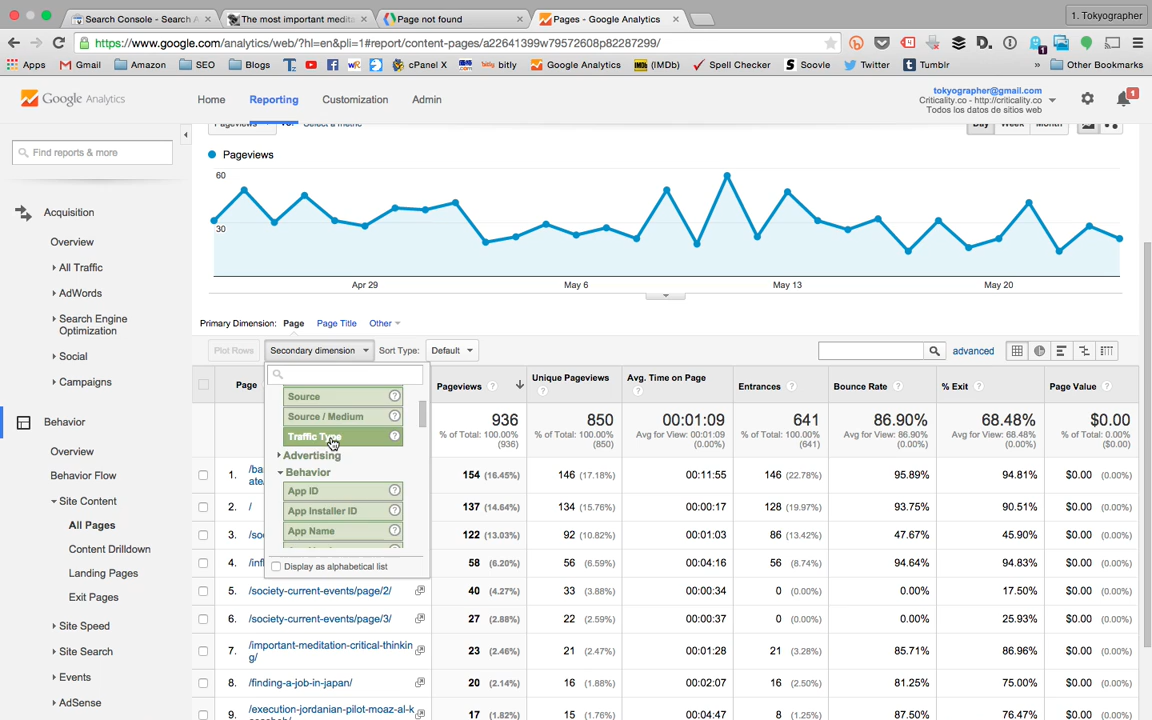 Search Console - Search A
The most important medita
Page not found
Pages - Google Analytics
1. Tokyographer
https://www.google.com/analytics/web/?hl=en&pli=1#report/content-pages/a22641399w79572608p82287299/
Apps
Gmail
Amazon
SEO
Blogs
cPanel X
bitly
Google Analytics
(IMDb)
Spell Checker
Soovle
Twitter
Tumblr
»
Other Bookmarks
Google Analytics
Home
Reporting
Customization
Admin
tokyographer@gmail.com
Criticality.co - http://criticality.co
Todos los datos de sitios web
1
Find reports & more
Acquisition
Overview
All Traffic
AdWords
Search Engine
Optimization
Social
Campaigns
Behavior
Overview
Behavior Flow
Site Content
All Pages
Content Drilldown
Landing Pages
Exit Pages
Site Speed
Site Search
Events
AdSense
Pageviews
Select a metric
Day Week Month
Pageviews
60
30
Apr 29 May 6 May 13 May 20
Primary Dimension: Page Page Title Other
Plot Rows Secondary dimension Sort Type: Default advanced
Source
Source / Medium
Traffic Type
Advertising
Behavior
App ID
App Installer ID
App Name
Display as alphabetical list
Page Pageviews Unique Pageviews Avg. Time on Page Entrances Bounce Rate % Exit Page Value
936 850 00:01:09 641 86.90% 68.48% $0.00
% of Total: 100.00% (936) % of Total: 100.00% (850) Avg for View: 00:01:09 (0.00%) % of Total: 100.00% (641) Avg for View: 86.90% (0.00%) Avg for View: 68.48% (0.00%) % of Total: 0.00% ($0.00)
1. /ba ate/ 154 (16.45%) 146 (17.18%) 00:11:55 146 (22.78%) 95.89% 94.81% $0.00 (0.00%)
2. / 137 (14.64%) 134 (15.76%) 00:00:17 128 (19.97%) 93.75% 90.51% $0.00 (0.00%)
3. /so 122 (13.03%) 92 (10.82%) 00:01:03 86 (13.42%) 47.67% 45.90% $0.00 (0.00%)
4. /inf 58 (6.20%) 56 (6.59%) 00:04:16 56 (8.74%) 94.64% 94.83% $0.00 (0.00%)
5. /society-current-events/page/2/ 40 (4.27%) 33 (3.88%) 00:00:34 0 (0.00%) 0.00% 17.50% $0.00 (0.00%)
6. /society-current-events/page/3/ 27 (2.88%) 22 (2.59%) 00:00:37 0 (0.00%) 0.00% 25.93% $0.00 (0.00%)
7. /important-meditation-critical-thinkin g/ 23 (2.46%) 21 (2.47%) 00:01:28 21 (3.28%) 85.71% 86.96% $0.00 (0.00%)
8. /finding-a-job-in-japan/ 20 (2.14%) 16 (1.88%) 00:02:07 16 (2.50%) 81.25% 75.00% $0.00 (0.00%)
9. /execution-jordanian-pilot-moaz-al-k 17 (1.82%) 15 (1.76%) 00:04:47 8 (1.25%) 87.50% 76.47% $0.00 (0.00%)